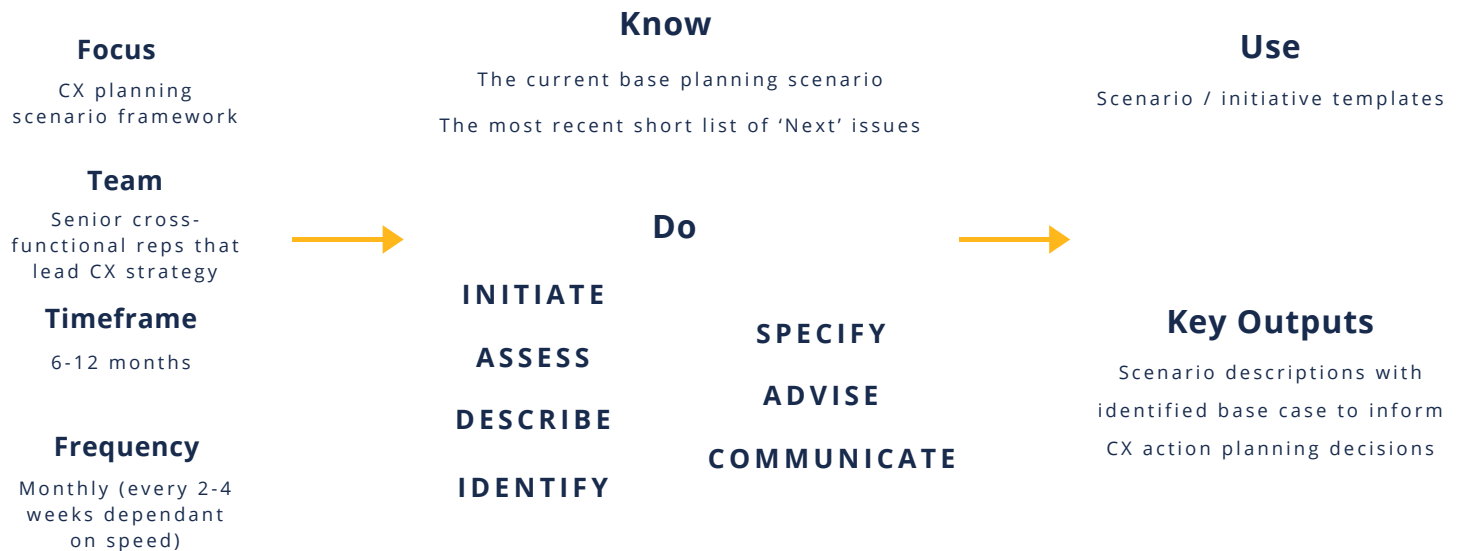 Focus
CX planning
scenario framework
Team
Senior cross-
functional reps that
lead CX strategy
Timeframe
6-12 months
Frequency
Monthly (every 2-4
weeks dependant
on speed)
Know
The current base planning scenario
The most recent short list of ‘Next’ issues
Do
INITIATE
ASSESS
DESCRIBE
IDENTIFY
SPECIFY
ADVISE
COMMUNICATE
Use
Scenario / initiative templates
Key Outputs
Scenario descriptions with
identified base case to inform
CX action planning decisions